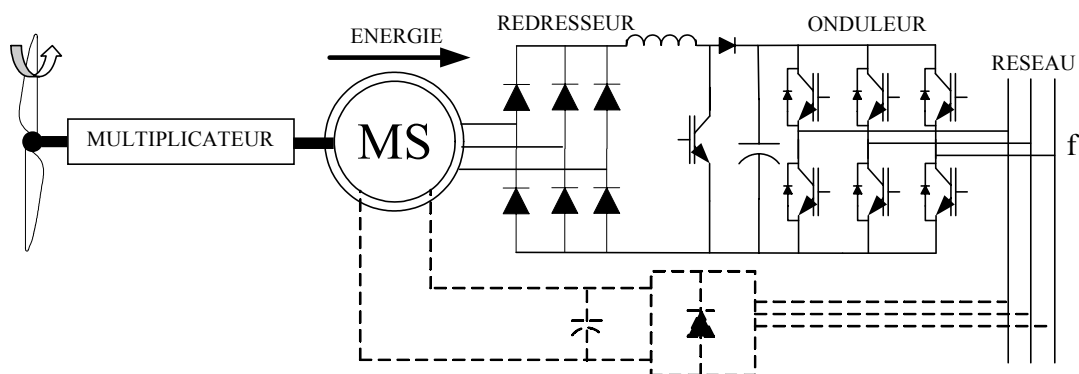 REDRESSEUR
ONDULEUR
ENERGIE
RESEAU
MULTIPLICATEUR
MS
f